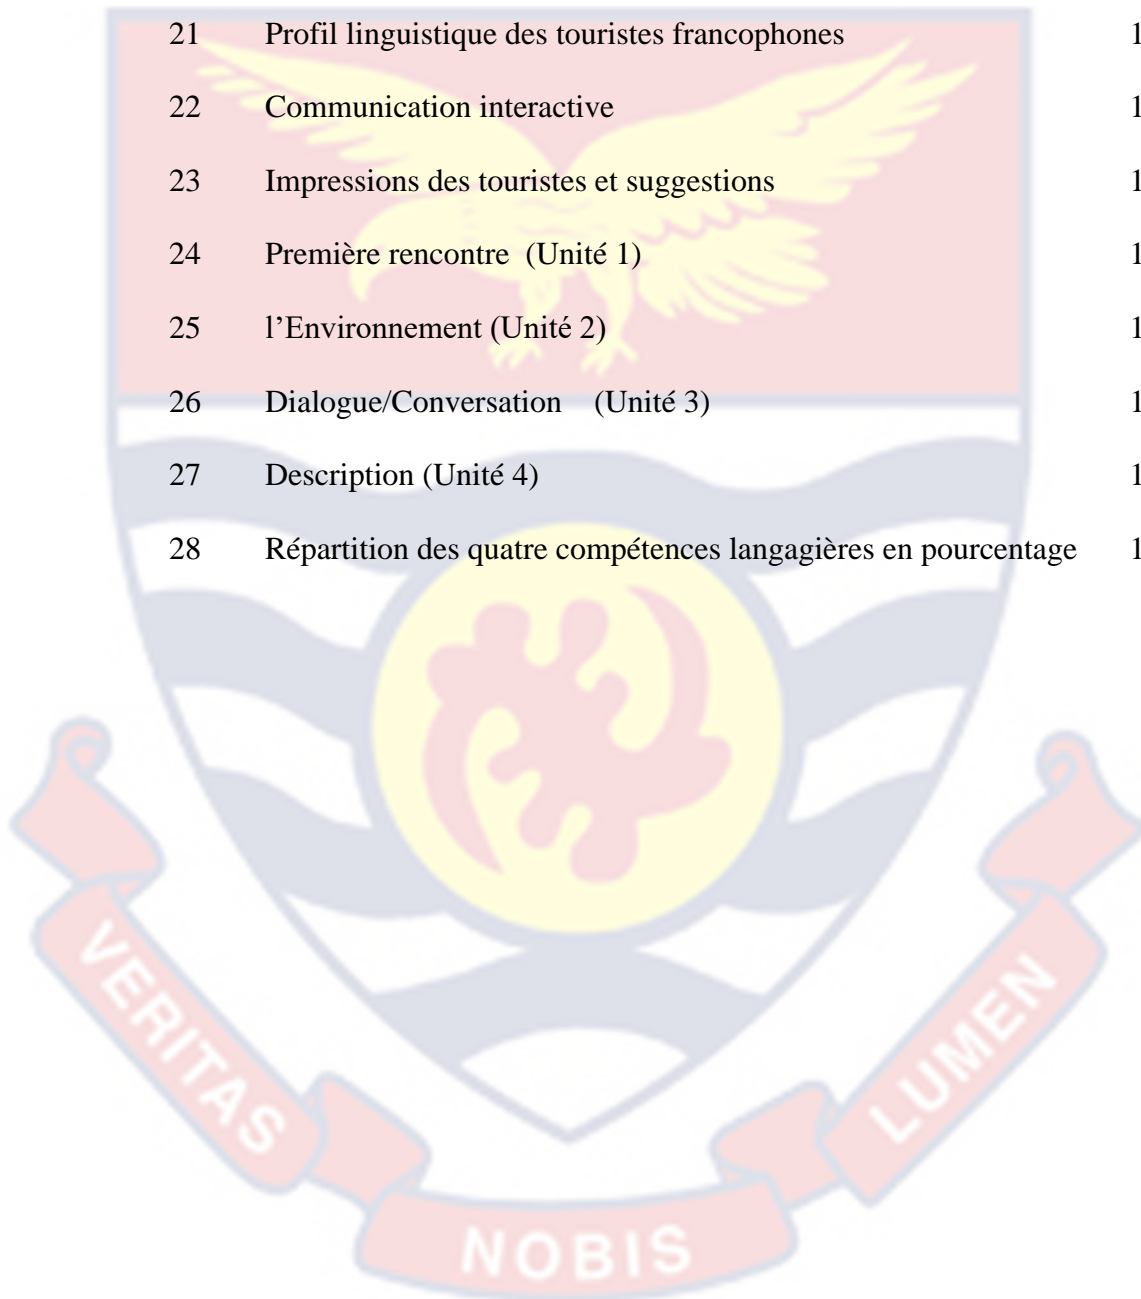 21 Profil linguistique des touristes francophones 1
22 Communication interactive 1
23 Impressions des touristes et suggestions 1
24 Première rencontre (Unité 1) 1
25 l’Environnement (Unité 2) 1
26 Dialogue/Conversation (Unité 3) 1
27 Description (Unité 4) 1
28 Répartition des quatre compétences langagières en pourcentage 1
VERITAS
NOBIS
LUMEN